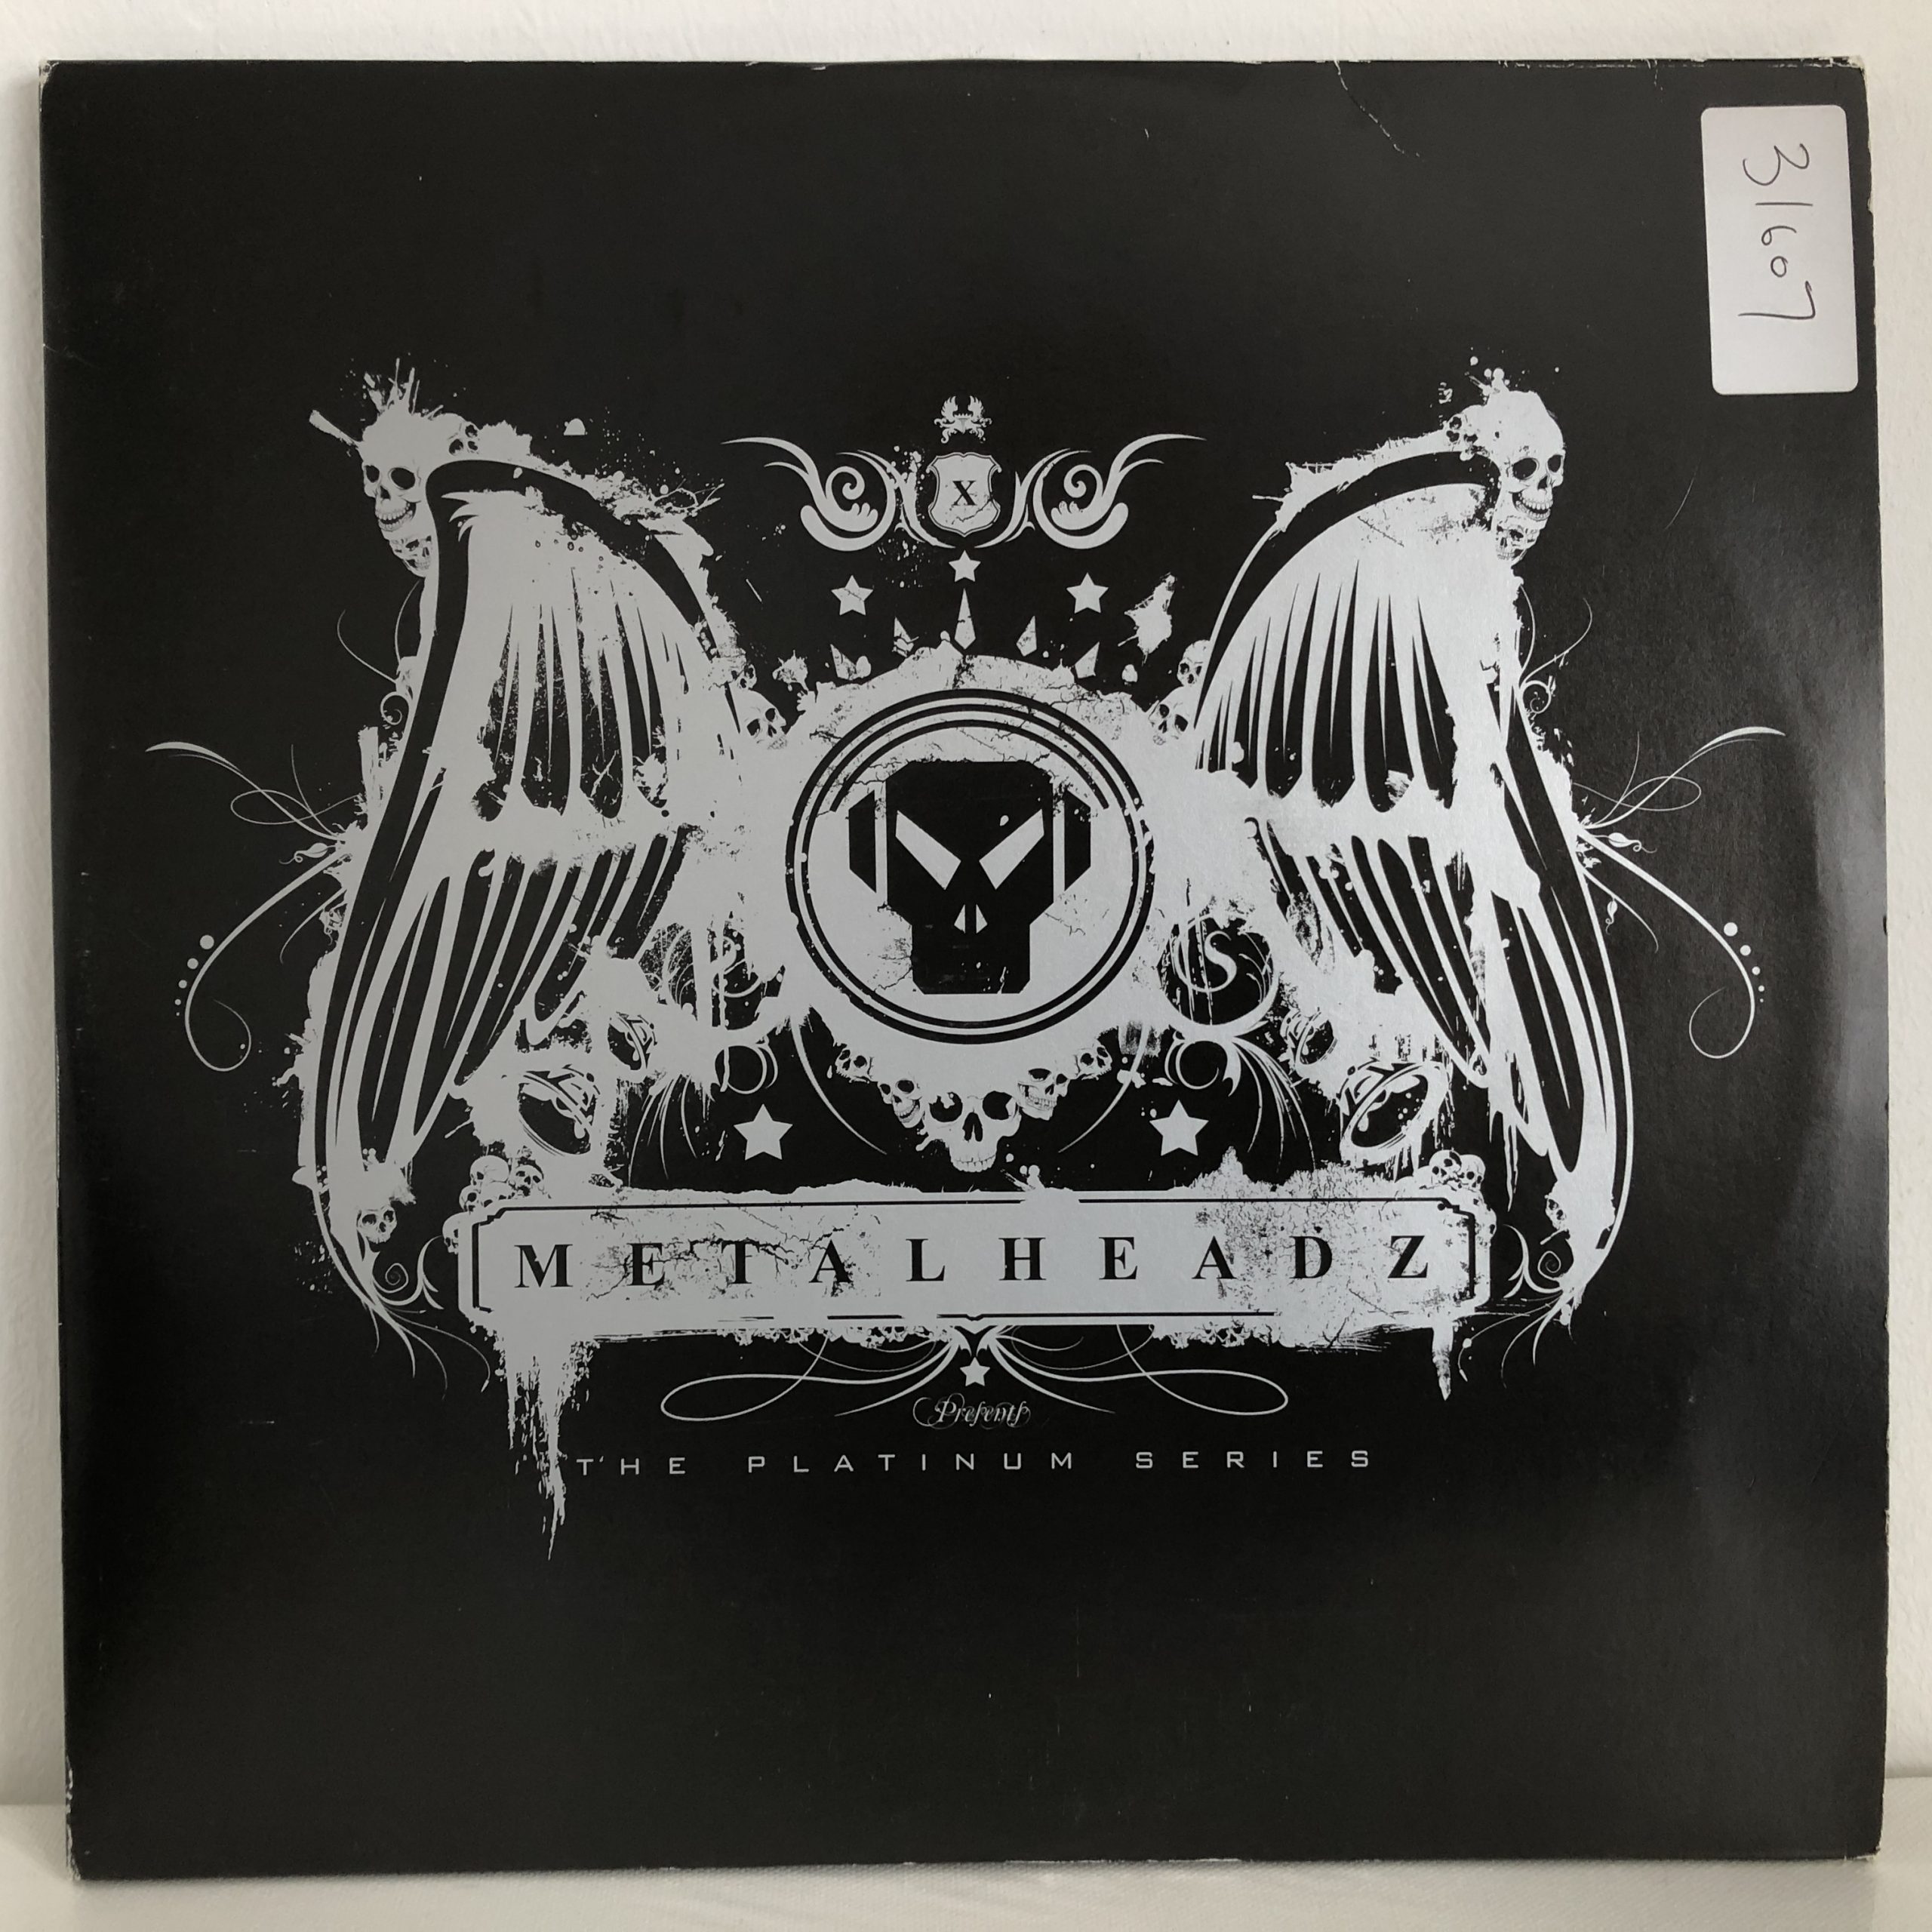 31607
X
S
METALHEADZ
Presents
THE PLATINUM SERIES